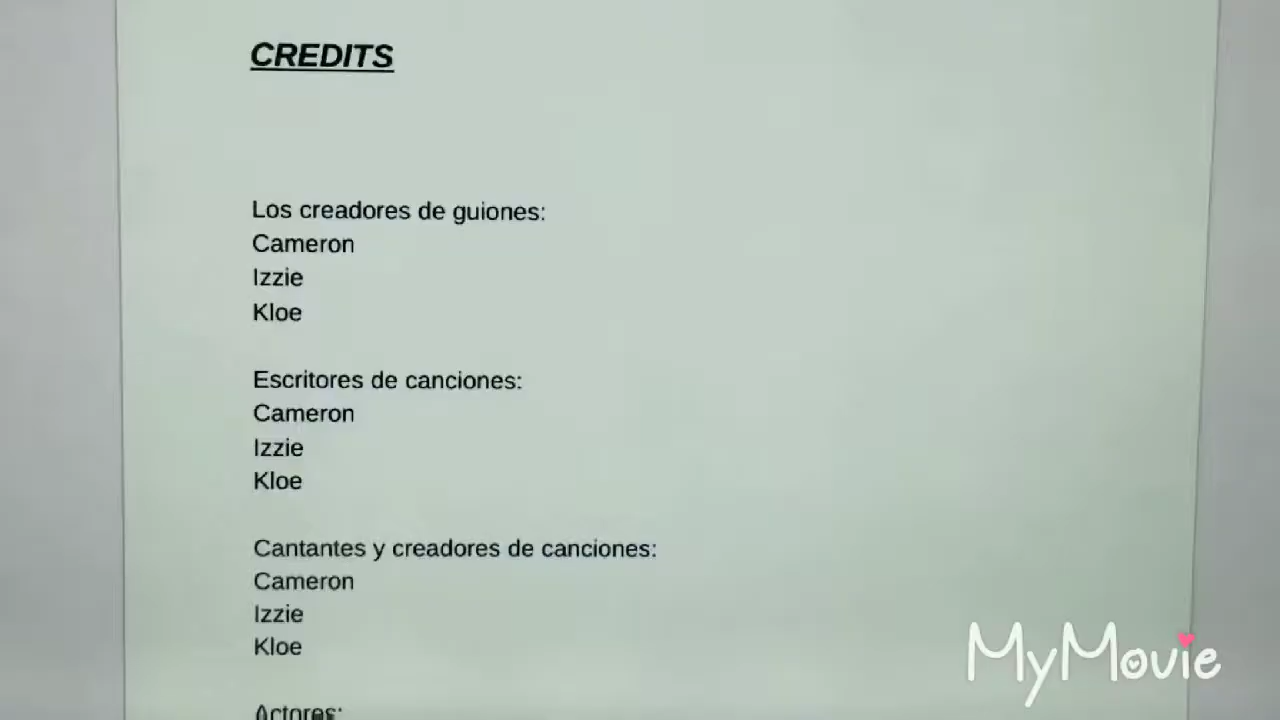 CREDITS
Los creadores de guiones:
Cameron
Izzie
Kloe
Escritores de canciones:
Cameron
Izzie
Kloe
Cantantes y creadores de canciones:
Cameron
Izzie
Kloe
Actores:
MyMovie